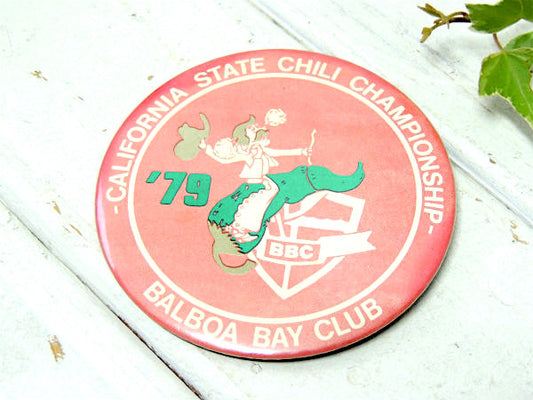 -CALIFORNIA STATE CHILI CHAMPIONSHIP-
'79
BBC
BALBOA BAY CLUB